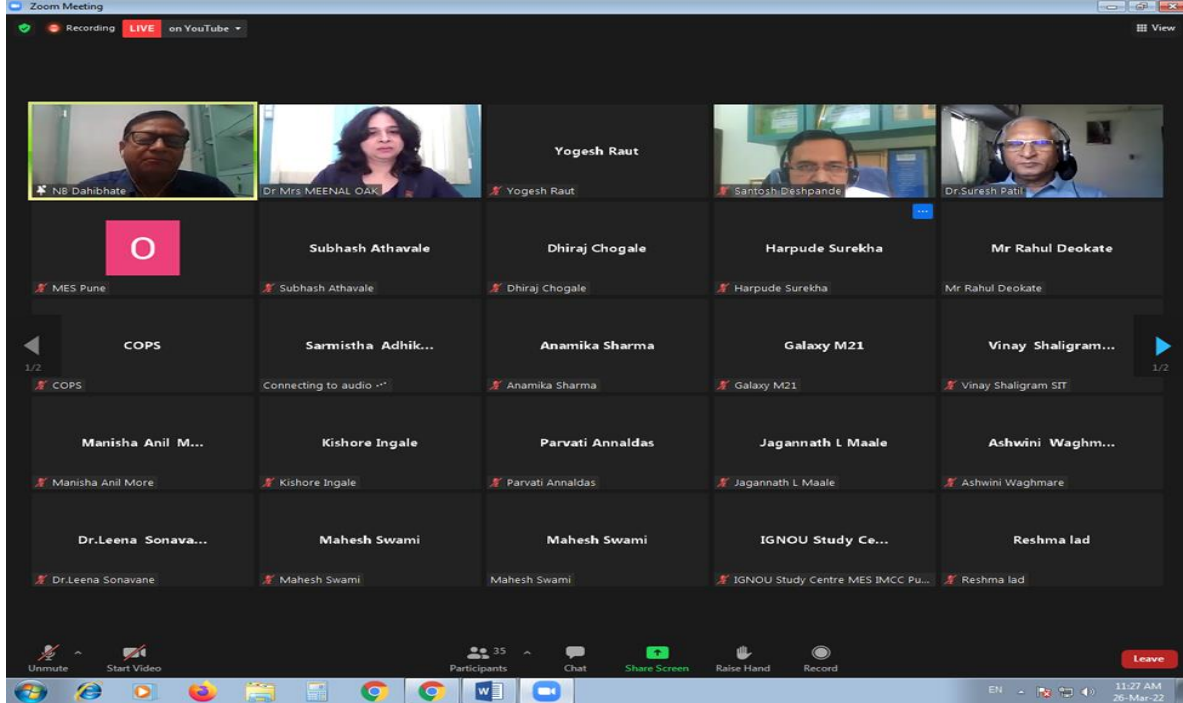 Zoom Meeting
Recording LIVE on YouTube
View
NB Dahibhate
Dr Mrs MEENAL OAK
Yogesh Raut
Yogesh Raut
Santosh Deshpande
Dr.Suresh Patil
O
Subhash Athavale
Dhiraj Chogale
Harpude Surekha
Mr Rahul Deokate
MES Pune
Subhash Athavale
Dhiraj Chogale
Harpude Surekha
Mr Rahul Deokate
COPS
Sarmistha Adhik...
Anamika Sharma
Galaxy M21
Vinay Shaligram...
1/2
1/2
COPS
Connecting to audio
Anamika Sharma
Galaxy M21
Vinay Shaligram SIT
Manisha Anil M...
Kishore Ingale
Parvati Annaldas
Jagannath L Maale
Ashwini Waghm...
Manisha Anil More
Kishore Ingale
Parvati Annaldas
Jagannath L Maale
Ashwini Waghmare
Dr.Leena Sonava...
Mahesh Swami
Mahesh Swami
IGNOU Study Ce...
Reshma lad
Dr.Leena Sonavane
Mahesh Swami
Mahesh Swami
IGNOU Study Centre MES IMCC Pu...
Reshma lad
Unmute
Start Video
35
Participants
Chat
Share Screen
Raise Hand
Record
Leave
EN
11:27 AM
26-Mar-22